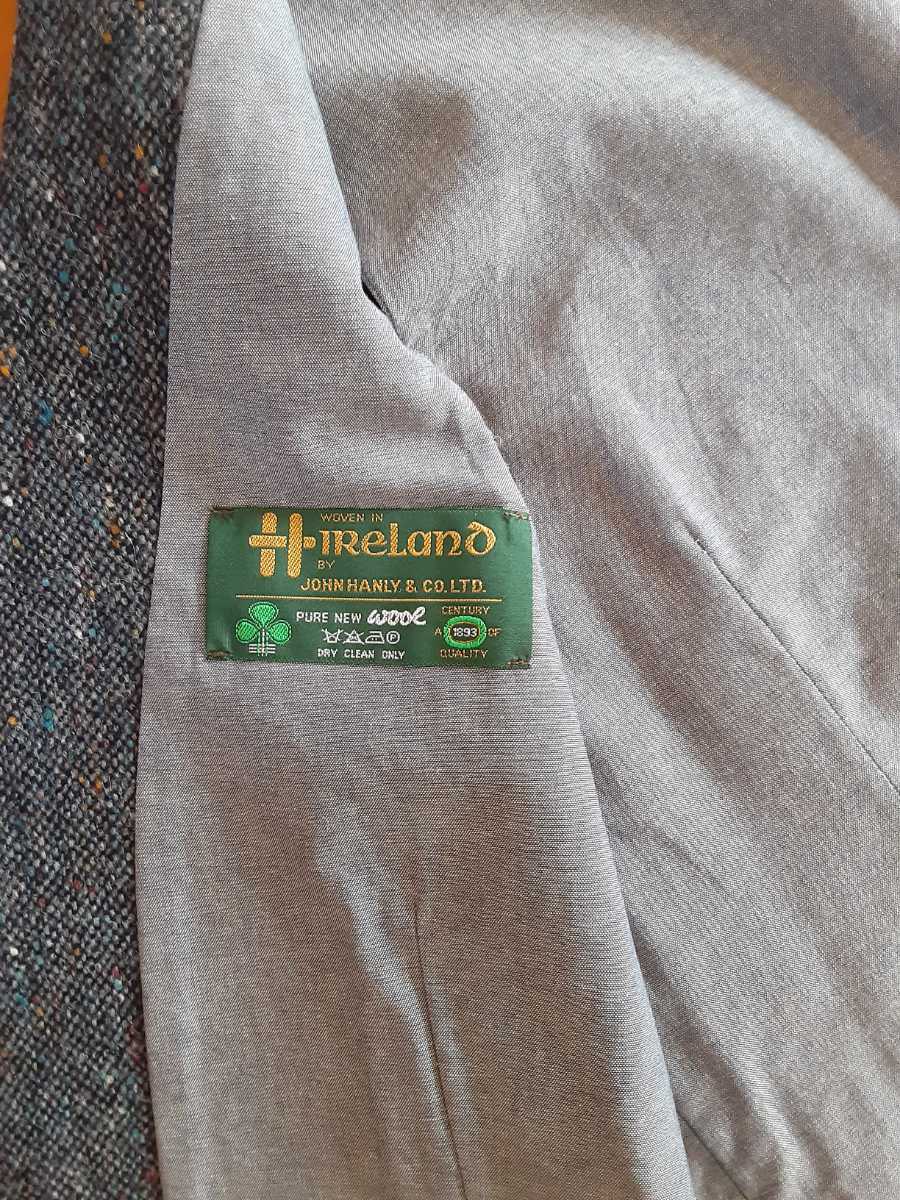 WOVEN IN
H IRELAND
BY
JOHN HANLY & CO. LTD.
PURE NEW WOOL
DRY CLEAN ONLY
CENTURY
A 1893 OF
QUALITY